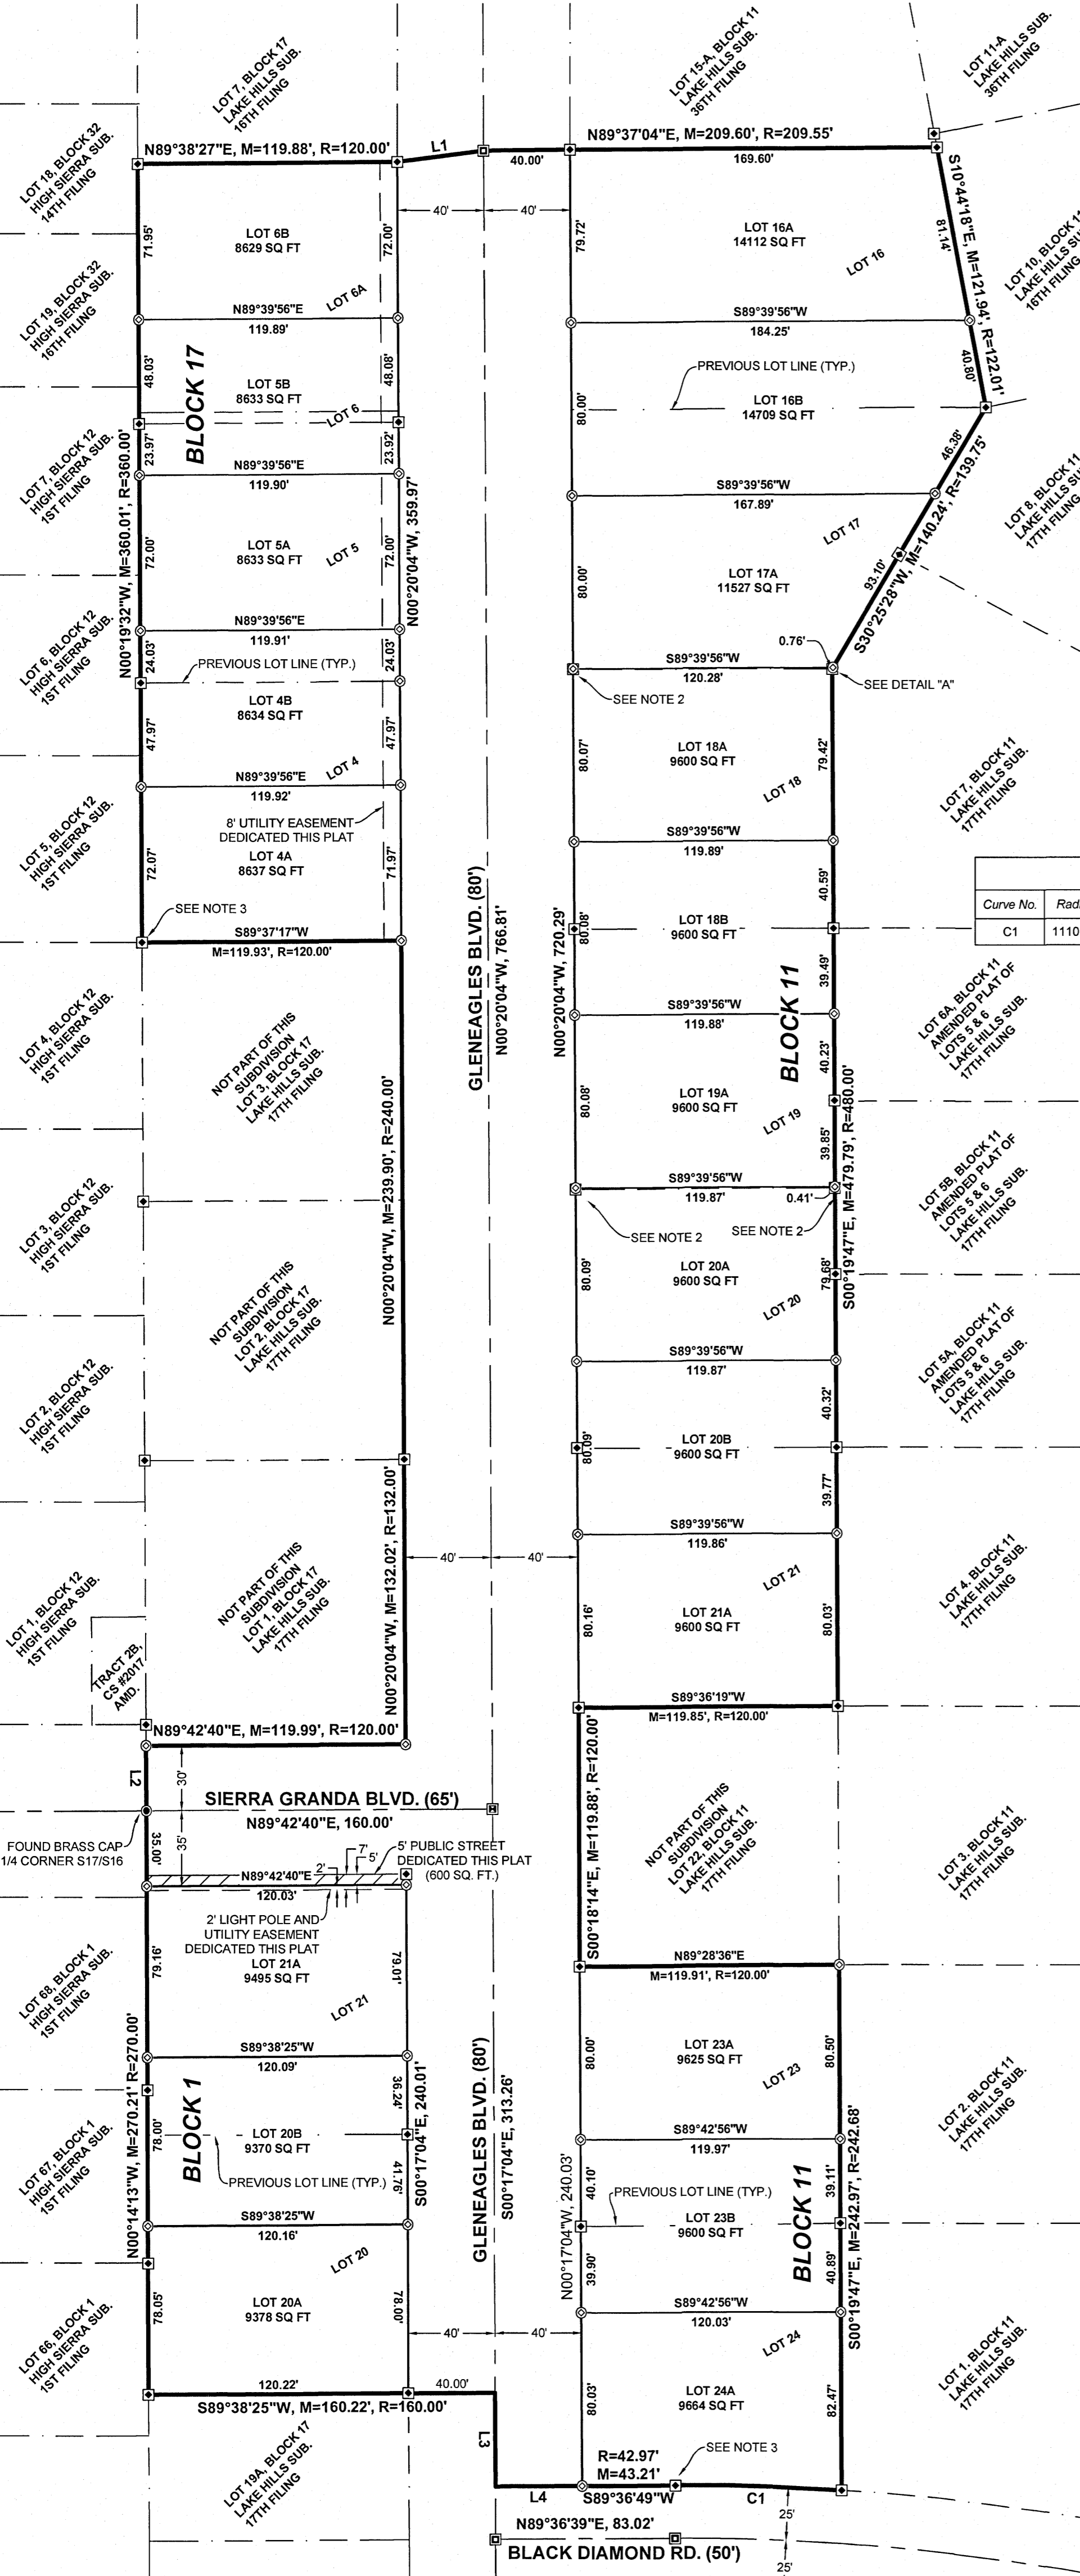 LOT 7, BLOCK 17
LAKE HILLS SUB.
16TH FILING
LOT 15-A, BLOCK 11
LAKE HILLS SUB.
36TH FILING
LOT 11-A
LAKE HILLS SUB.
36TH FILING
N89°38'27"E, M=119.88', R=120.00'
L1
40.00'
N89°37'04"E, M=209.60', R=209.55'
169.60'
LOT 18, BLOCK 32
HIGH SIERRA SUB.
14TH FILING
LOT 19, BLOCK 32
HIGH SIERRA SUB.
16TH FILING
LOT 7, BLOCK 12
HIGH SIERRA SUB.
1ST FILING
LOT 6, BLOCK 12
HIGH SIERRA SUB.
1ST FILING
LOT 5, BLOCK 12
HIGH SIERRA SUB.
1ST FILING
LOT 4, BLOCK 12
HIGH SIERRA SUB.
1ST FILING
LOT 3, BLOCK 12
HIGH SIERRA SUB.
1ST FILING
LOT 2, BLOCK 12
HIGH SIERRA SUB.
1ST FILING
LOT 1, BLOCK 12
HIGH SIERRA SUB.
1ST FILING
TRACT 2B,
CS #2017
AMD.
71.95'
LOT 6B
8629 SQ FT
72.00'
40'
40'
LOT 6A
N89°39'56"E
119.89'
48.03'
BLOCK 17
LOT 5B
8633 SQ FT
48.08'
LOT 6
23.97'
23.92'
N89°39'56"E
119.90'
N00°19'32"W, M=360.01', R=360.00'
N00°20'04"W, 359.97'
72.00'
LOT 5A
8633 SQ FT
LOT 5
72.00'
N89°39'56"E
119.91'
24.03'
24.03'
PREVIOUS LOT LINE (TYP.)
LOT 4B
8634 SQ FT
47.97'
47.97'
LOT 4
N89°39'56"E
119.92'
8' UTILITY EASEMENT
DEDICATED THIS PLAT
72.07'
LOT 4A
8637 SQ FT
71.97'
SEE NOTE 3
S89°37'17"W
M=119.93', R=120.00'
NOT PART OF THIS
SUBDIVISION
LOT 3, BLOCK 17
LAKE HILLS SUB.
17TH FILING
N00°20'04"W, M=239.90', R=240.00'
NOT PART OF THIS
SUBDIVISION
LOT 2, BLOCK 17
LAKE HILLS SUB.
17TH FILING
NOT PART OF THIS
SUBDIVISION
LOT 1, BLOCK 17
LAKE HILLS SUB.
17TH FILING
N00°20'04"W, M=132.02', R=132.00'
N89°42'40"E, M=119.99', R=120.00'
GLENEAGLES BLVD. (80')
N00°20'04"W, 766.81'
40'
40'
79.72'
LOT 16A
14112 SQ FT
LOT 16
S10°44'18"E, M=121.94', R=122.01'
81.14'
LOT 10, BLOCK 11
LAKE HILLS SUB.
16TH FILING
S89°39'56"W
184.25'
40.80'
PREVIOUS LOT LINE (TYP.)
80.00'
LOT 16B
14709 SQ FT
46.38'
S89°39'56"W
167.89'
LOT 17
S30°25'28"W, M=140.24', R=139.75'
93.10'
LOT 8, BLOCK 11
LAKE HILLS SUB.
17TH FILING
80.00'
LOT 17A
11527 SQ FT
0.76'
S89°39'56"W
120.28'
SEE NOTE 2
SEE DETAIL "A"
80.07'
LOT 18A
9600 SQ FT
79.42'
LOT 18
LOT 7, BLOCK 11
LAKE HILLS SUB.
17TH FILING
S89°39'56"W
119.89'
40.59'
Curve No.
C1
1110
N00°20'04"W, 720.29'
80.08'
LOT 18B
9600 SQ FT
39.49'
BLOCK 11
S89°39'56"W
119.88'
LOT 6A, BLOCK 11
AMENDED PLAT OF
LOTS 5 & 6
LAKE HILLS SUB.
17TH FILING
40.23'
80.08'
LOT 19A
9600 SQ FT
LOT 19
39.85'
S00°19'47"E, M=479.79', R=480.00'
S89°39'56"W
119.87'
0.41'
SEE NOTE 2
SEE NOTE 2
LOT 5B, BLOCK 11
AMENDED PLAT OF
LOTS 5 & 6
LAKE HILLS SUB.
17TH FILING
80.09'
LOT 20A
9600 SQ FT
79.68'
LOT 20
S89°39'56"W
119.87'
40.32'
LOT 5A, BLOCK 11
AMENDED PLAT OF
LOTS 5 & 6
LAKE HILLS SUB.
17TH FILING
80.09'
LOT 20B
9600 SQ FT
39.77'
S89°39'56"W
119.86'
LOT 21
80.16'
LOT 21A
9600 SQ FT
80.03'
LOT 4, BLOCK 11
LAKE HILLS SUB.
17TH FILING
S89°36'19"W
M=119.85', R=120.00'
S00°18'14"E, M=119.88', R=120.00'
NOT PART OF THIS
SUBDIVISION
LOT 22, BLOCK 11
LAKE HILLS SUB.
17TH FILING
LOT 3, BLOCK 11
LAKE HILLS SUB.
17TH FILING
L2
30'
SIERRA GRANDA BLVD. (65')
N89°42'40"E, 160.00'
FOUND BRASS CAP
1/4 CORNER S17/S16
35.00'
35'
N89°42'40"E
120.03'
2'
7'
5'
5' PUBLIC STREET
DEDICATED THIS PLAT
(600 SQ. FT.)
2' LIGHT POLE AND
UTILITY EASEMENT
DEDICATED THIS PLAT
LOT 21A
9495 SQ FT
79.16'
79.01'
LOT 21
LOT 68, BLOCK 1
HIGH SIERRA SUB.
1ST FILING
S89°38'25"W
120.09'
N00°14'13"W, M=270.21' R=270.00'
BLOCK 1
36.24'
78.00'
LOT 20B
9370 SQ FT
PREVIOUS LOT LINE (TYP.)
41.76'
S00°17'04"E, 240.01'
LOT 67, BLOCK 1
HIGH SIERRA SUB.
1ST FILING
S89°38'25"W
120.16'
LOT 20
LOT 66, BLOCK 1
HIGH SIERRA SUB.
1ST FILING
78.05'
LOT 20A
9378 SQ FT
78.00'
120.22'
40.00'
S89°38'25"W, M=160.22', R=160.00'
LOT 19A, BLOCK 17
LAKE HILLS SUB.
17TH FILING
GLENEAGLES BLVD. (80')
S00°17'04"E, 313.26'
40'
40'
N89°28'36"E
M=119.91', R=120.00'
80.00'
LOT 23A
9625 SQ FT
80.50'
LOT 23
LOT 2, BLOCK 11
LAKE HILLS SUB.
17TH FILING
S89°42'56"W
119.97'
N00°17'04"W, 240.03'
40.10'
PREVIOUS LOT LINE (TYP.)
39.11'
LOT 23B
9600 SQ FT
BLOCK 11
39.90'
40.89'
S00°19'47"E, M=242.97', R=242.68'
S89°42'56"W
120.03'
LOT 24
80.03'
LOT 24A
9664 SQ FT
82.47'
LOT 1, BLOCK 11
LAKE HILLS SUB.
17TH FILING
L3
R=42.97'
M=43.21'
SEE NOTE 3
L4
S89°36'49"W
C1
25'
N89°36'39"E, 83.02'
BLACK DIAMOND RD. (50')
25'